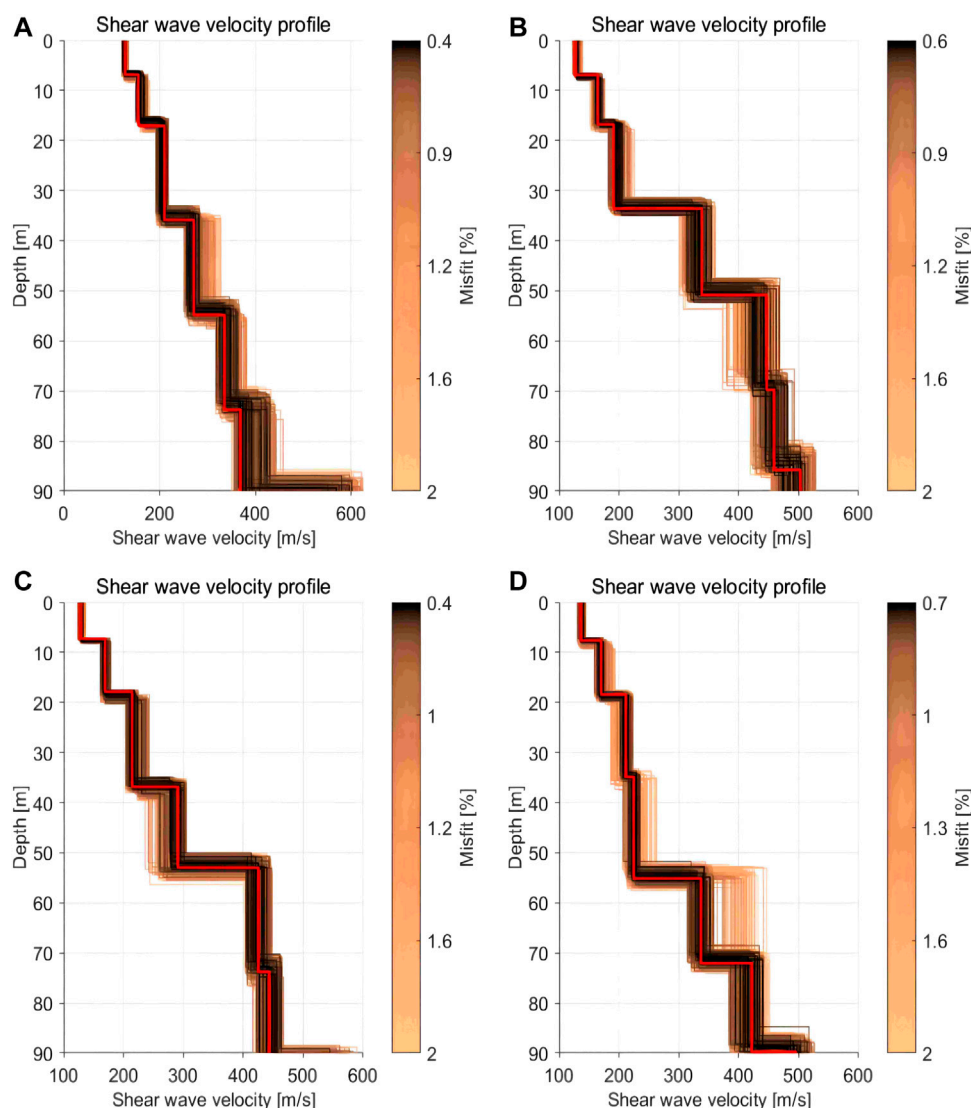 A
Shear wave velocity profile
0
10
20
30
40
50
60
70
80
90
Depth [m]
0 200 300 400 600
Shear wave velocity [m/s]
0.4
0.9
1.2
1.6
2
Misfit [%]
B
Shear wave velocity profile
0
10
20
30
40
50
60
70
80
90
Depth [m]
100 200 300 400 500 600
Shear wave velocity [m/s]
0.6
0.9
1.2
1.6
2
Misfit [%]
C
Shear wave velocity profile
0
10
20
30
40
50
60
70
80
90
Depth [m]
100 200 300 400 500 600
Shear wave velocity [m/s]
0.4
1
1.2
1.6
2
Misfit [%]
D
Shear wave velocity profile
0
10
20
30
40
50
60
70
80
90
Depth [m]
100 200 300 400 500 600
Shear wave velocity [m/s]
0.7
1
1.3
1.6
2
Misfit [%]